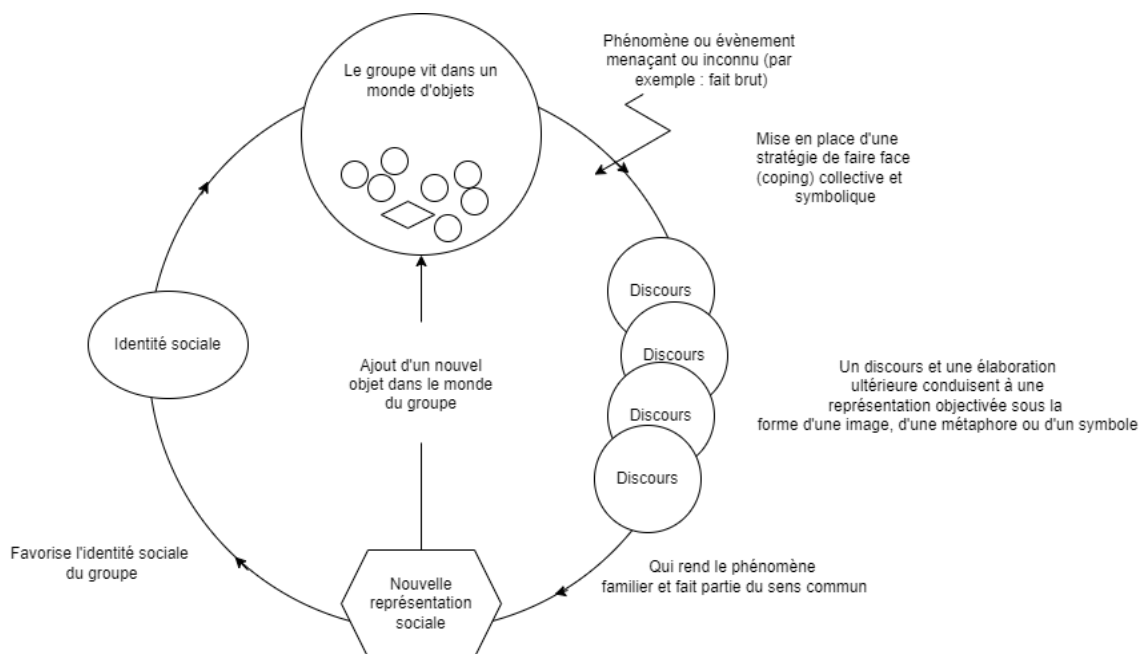 Le groupe vit dans un
monde d'objets
Phénomène ou évènement
menaçant ou inconnu (par
exemple : fait brut)
Mise en place d'une
stratégie de faire face
(coping) collective et
symbolique
Discours
Discours
Discours
Discours
Un discours et une élaboration
ultérieure conduisent à une
représentation objectivée sous la
forme d'une image, d'une métaphore ou d'un symbole
Qui rend le phénomène
familier et fait partie du sens commun
Nouvelle
représentation
sociale
Ajout d'un nouvel
objet dans le monde
du groupe
Favorise l'identité sociale
du groupe
Identité sociale